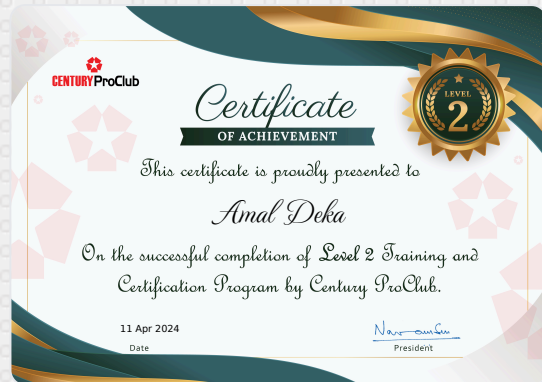 CENTURY ProClub
LEVEL
2
Certificate
OF ACHIEVEMENT
This certificate is proudly presented to
Amal Deka
On the successful completion of Level 2 Training and
Certification Program by Century ProClub.
11 Apr 2024
Date
President